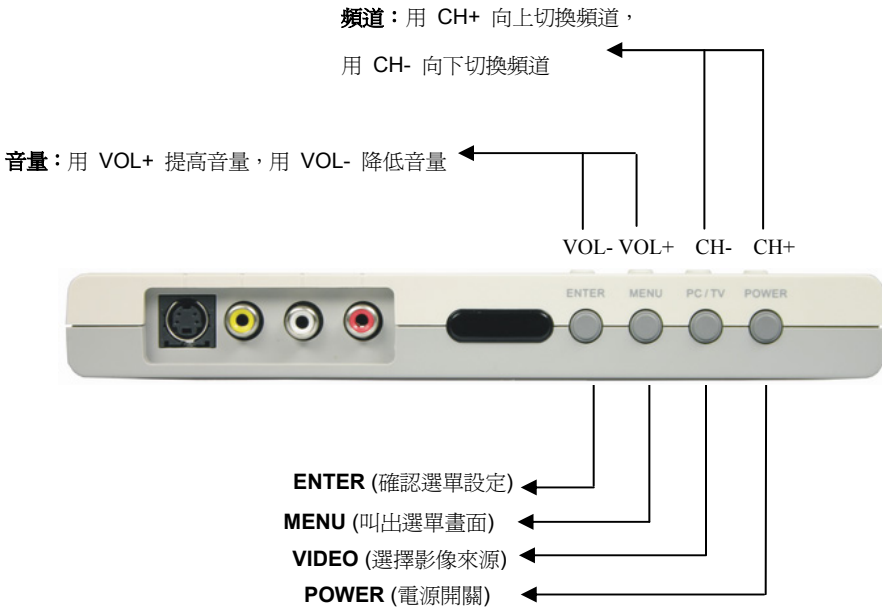 頻道：用 CH+ 向上切換頻道，
用 CH- 向下切換頻道
音量：用 VOL+ 提高音量，用 VOL- 降低音量
VOL- VOL+ CH- CH+
ENTER MENU PC/TV POWER
ENTER (確認選單設定)
MENU (叫出選單畫面)
VIDEO (選擇影像來源)
POWER (電源開關)